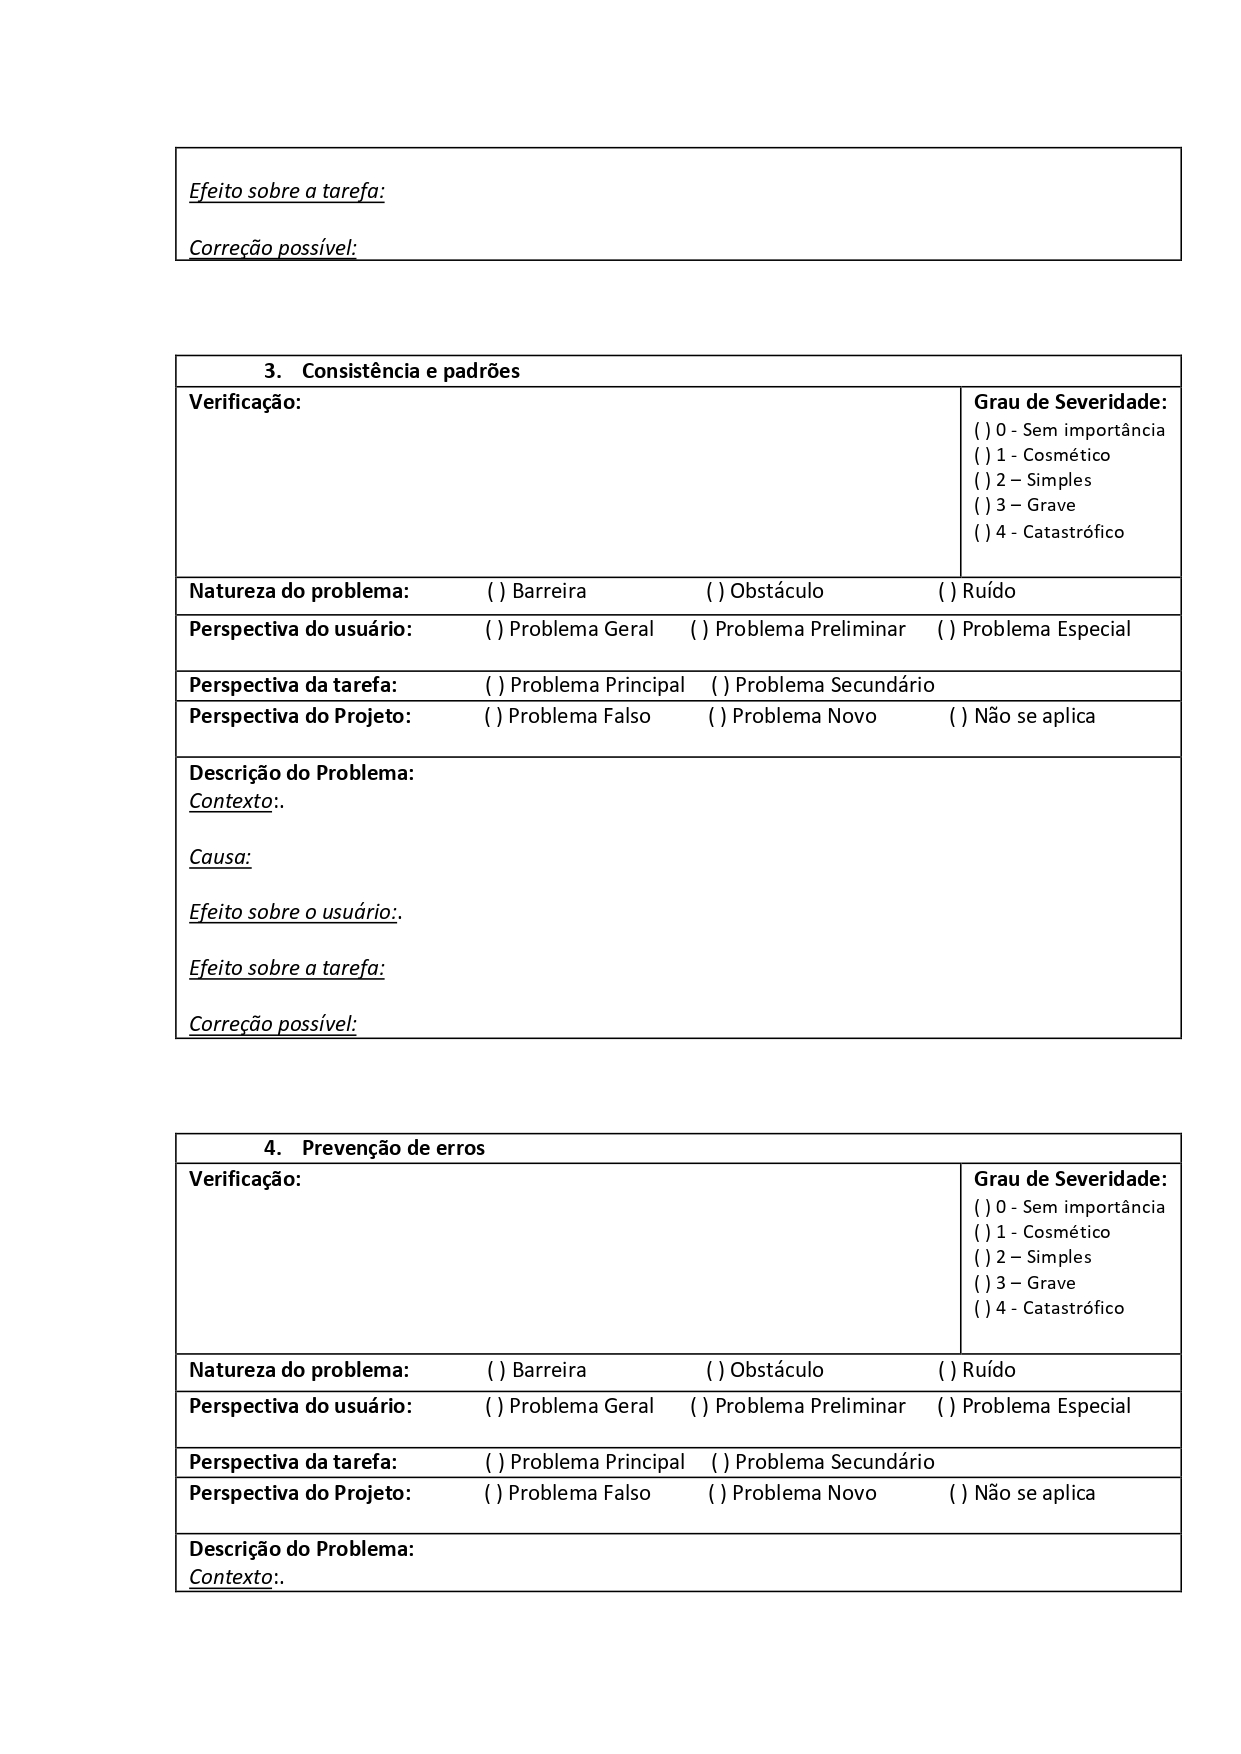 Efeito sobre a tarefa:
Correção possível:
3. Consistência e padrões
Verificação:
Grau de Severidade:
( ) 0 - Sem importância
( ) 1 - Cosmético
( ) 2 – Simples
( ) 3 – Grave
( ) 4 - Catastrófico
Natureza do problema: ( ) Barreira ( ) Obstáculo ( ) Ruído
Perspectiva do usuário: ( ) Problema Geral ( ) Problema Preliminar ( ) Problema Especial
Perspectiva da tarefa: ( ) Problema Principal ( ) Problema Secundário
Perspectiva do Projeto: ( ) Problema Falso ( ) Problema Novo ( ) Não se aplica
Descrição do Problema:
Contexto:.
Causa:
Efeito sobre o usuário:.
Efeito sobre a tarefa:
Correção possível:
4. Prevenção de erros
Verificação:
Grau de Severidade:
( ) 0 - Sem importância
( ) 1 - Cosmético
( ) 2 – Simples
( ) 3 – Grave
( ) 4 - Catastrófico
Natureza do problema: ( ) Barreira ( ) Obstáculo ( ) Ruído
Perspectiva do usuário: ( ) Problema Geral ( ) Problema Preliminar ( ) Problema Especial
Perspectiva da tarefa: ( ) Problema Principal ( ) Problema Secundário
Perspectiva do Projeto: ( ) Problema Falso ( ) Problema Novo ( ) Não se aplica
Descrição do Problema:
Contexto:.